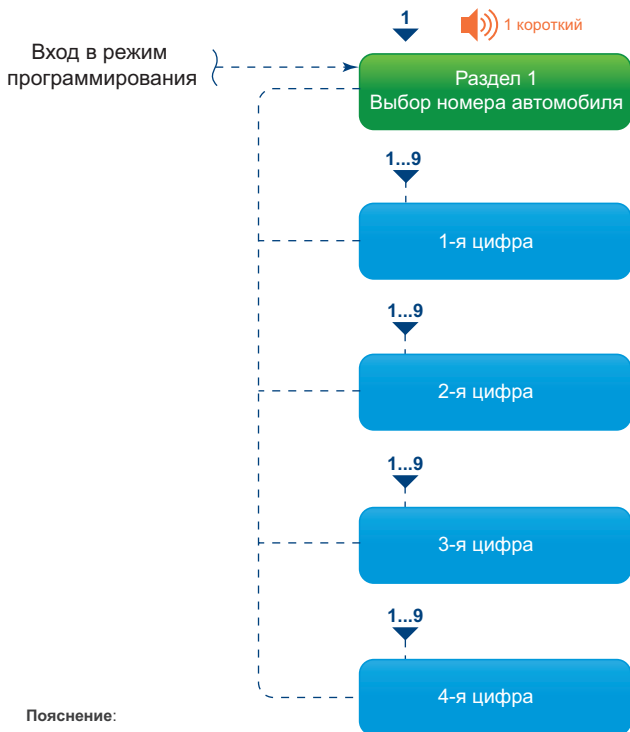 1
1 короткий
Вход в режим
программирования
Раздел 1
Выбор номера автомобиля
1...9
1-я цифра
1...9
2-я цифра
1...9
3-я цифра
1...9
4-я цифра
Пояснение: